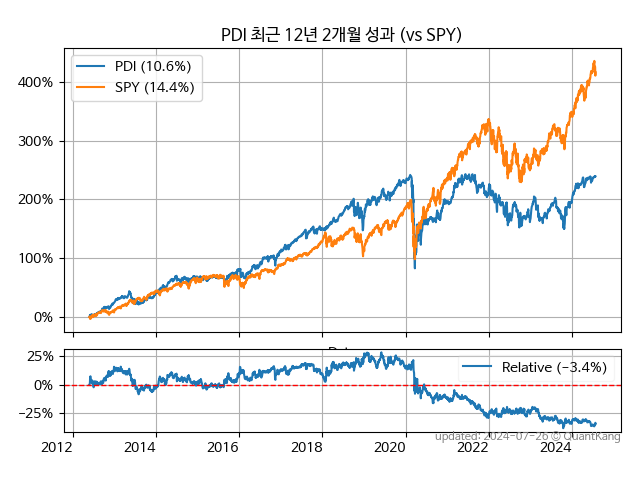 PDI 최근 12년 2개월 성과 (vs SPY)
PDI (10.6%)
SPY (14.4%)
400%
300%
200%
100%
0%
25%
0%
−25%
Relative (−3.4%)
2012 2014 2016 2018 2020 2022 2024
updated: 2024-07-26 © QuantKang